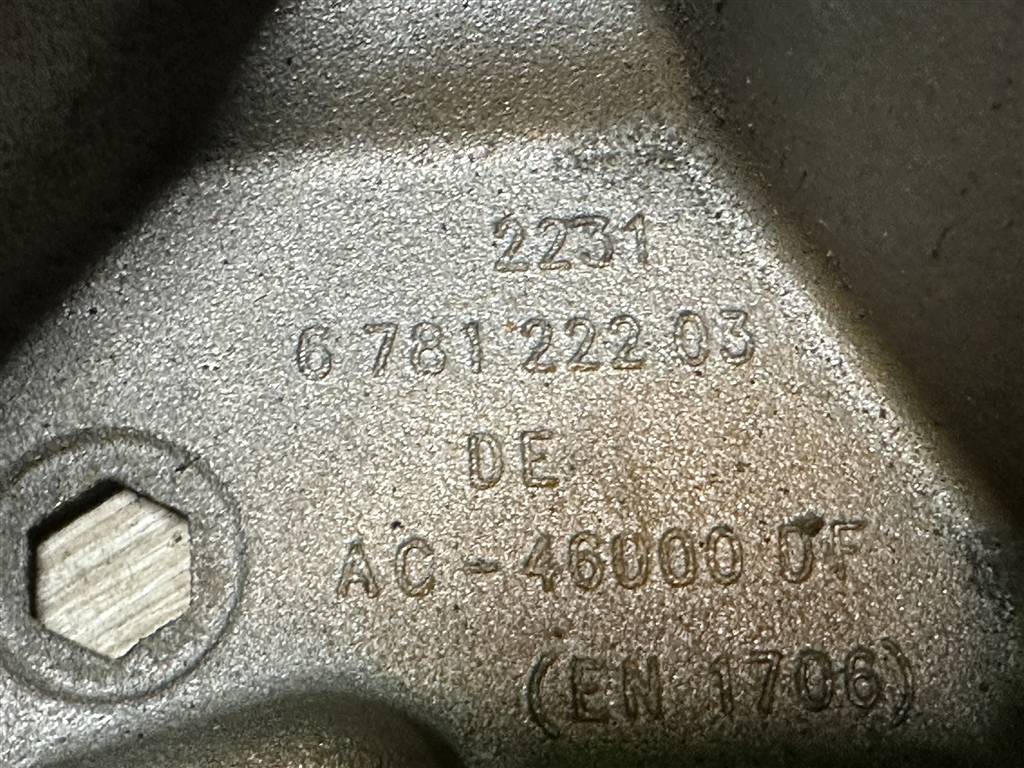 2231
6 781 222 03
DE
AC-46000 DF
(EN 1706)